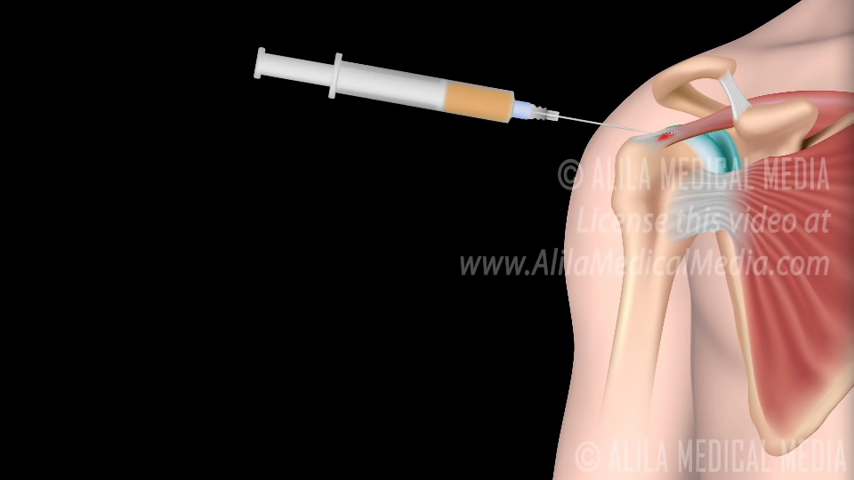 © ALILA MEDICAL MEDIA
License this video at
www.AlilaMedicalMedia.com
© ALILA MEDICAL MEDIA